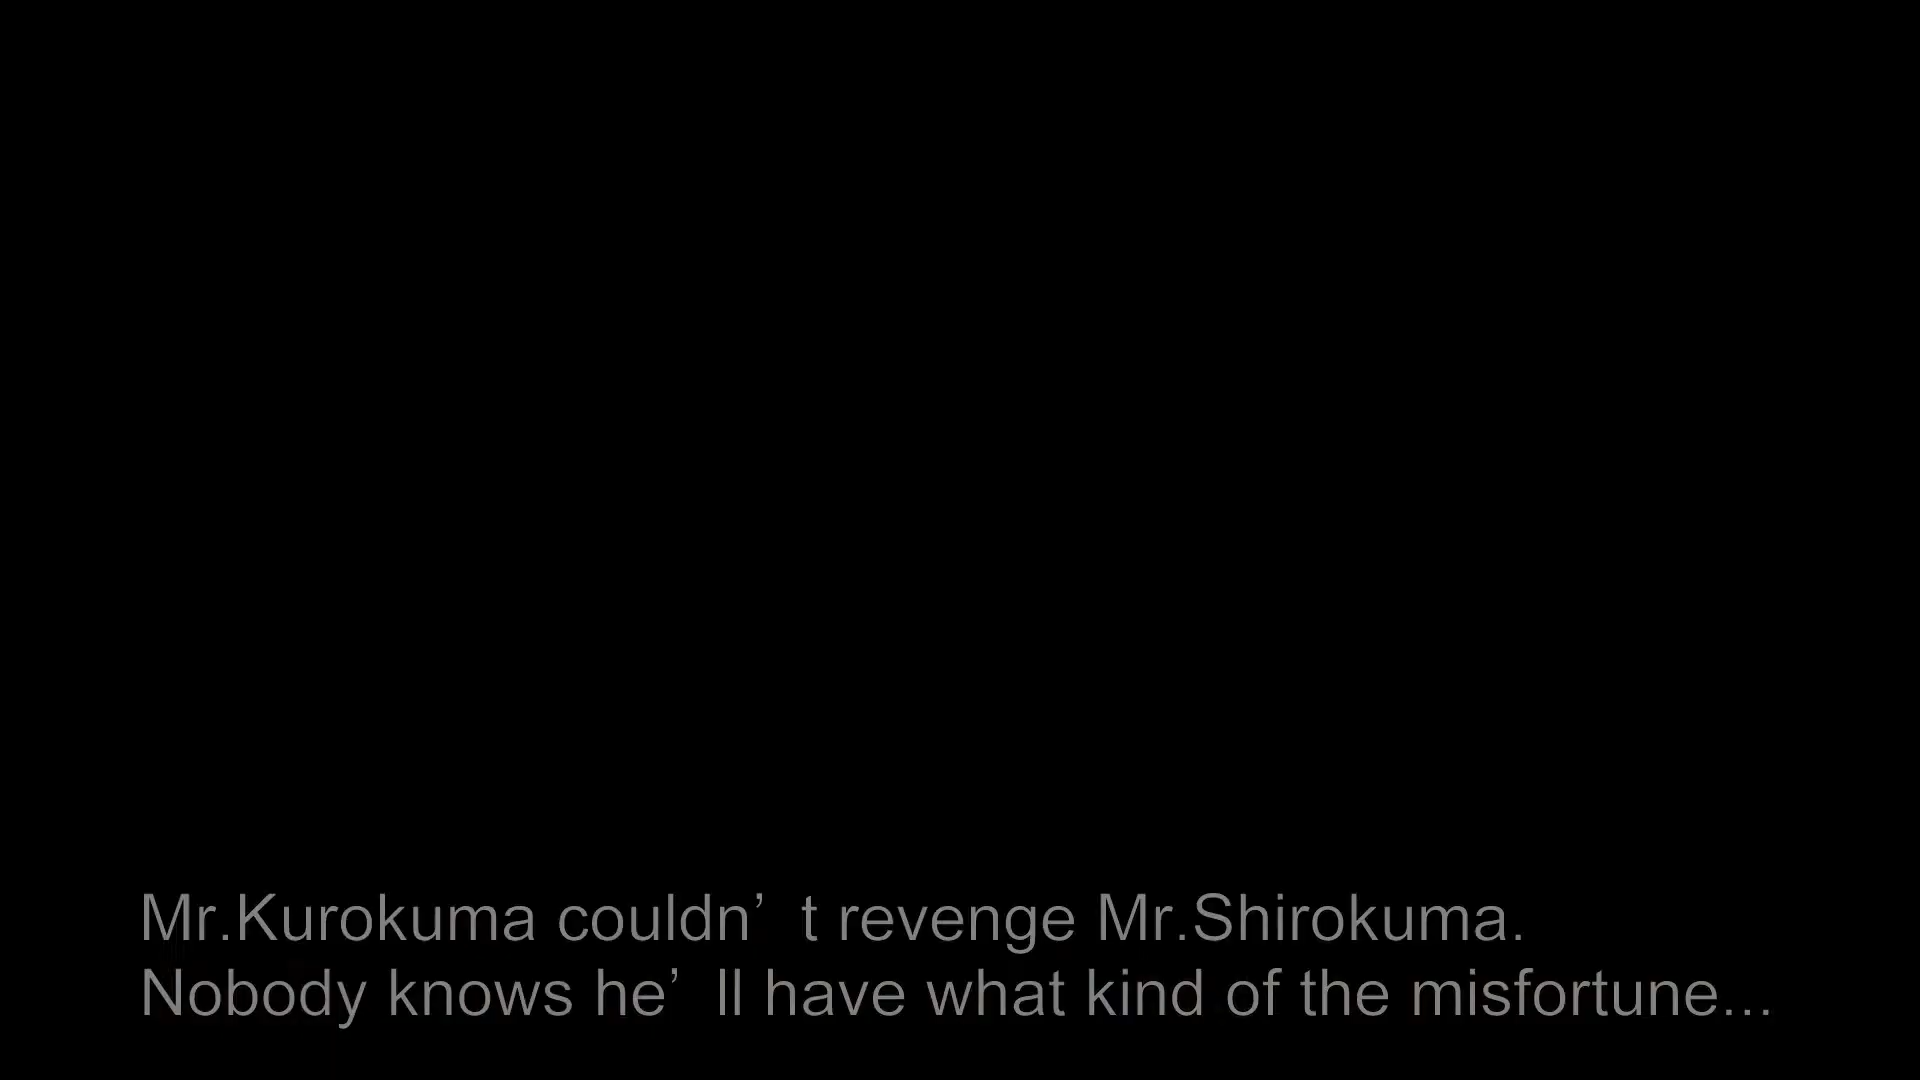 Mr.Kurokuma couldn’t revenge Mr.Shirokuma.
Nobody knows he’ll have what kind of the misfortune...